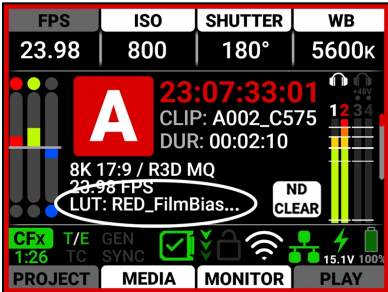 FPS ISO SHUTTER WB
23.98 800 180° 5600K
A
23:07:33:01
CLIP: A002_C575
DUR: 00:02:10
+48V
1 2 3 4
8K 17:9 / R3D MQ
23.98 FPS
LUT: RED_FilmBias...
ND
CLEAR
CFx T/E GEN
1:26 TC SYNC
15.1V 100%
PROJECT MEDIA MONITOR PLAY